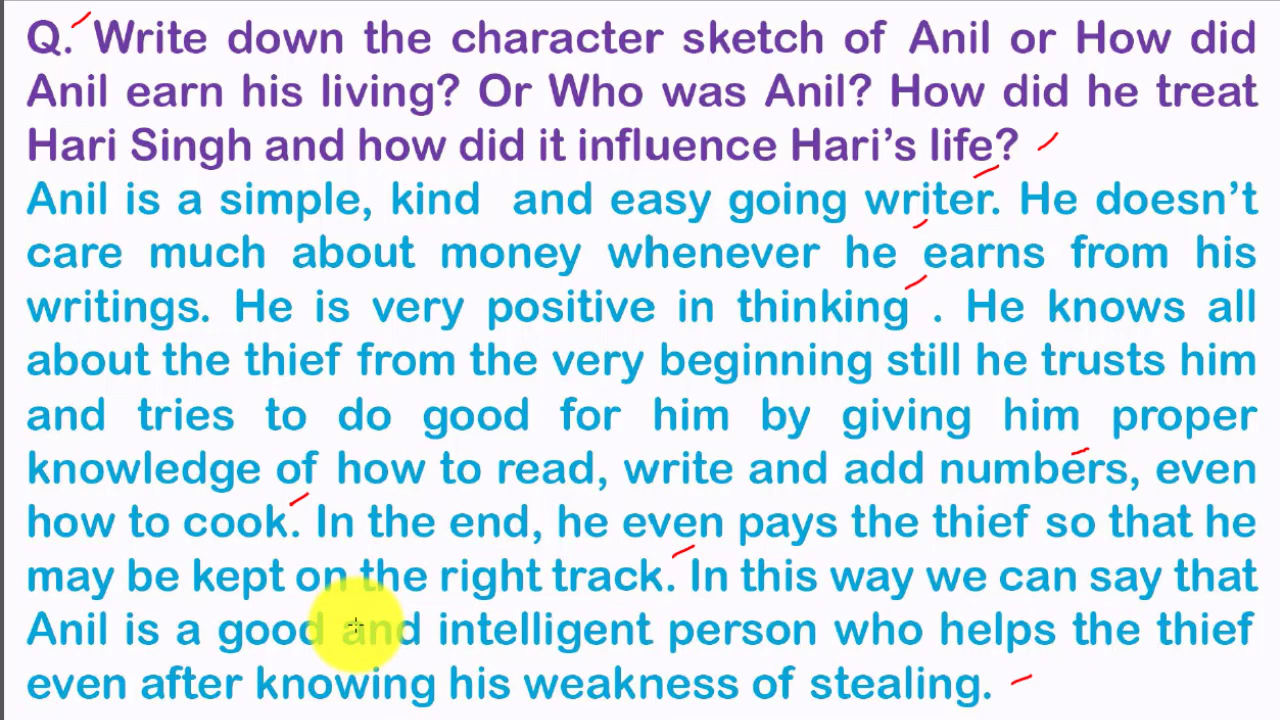 Q. Write down the character sketch of Anil or How did
Anil earn his living? Or Who was Anil? How did he treat
Hari Singh and how did it influence Hari's life?
Anil is a simple, kind and easy going writer. He doesn't
care much about money whenever he earns from his
writings. He is very positive in thinking . He knows all
about the thief from the very beginning still he trusts him
and tries to do good for him by giving him proper
knowledge of how to read, write and add numbers, even
how to cook. In the end, he even pays the thief so that he
may be kept on the right track. In this way we can say that
Anil is a good and intelligent person who helps the thief
even after knowing his weakness of stealing.